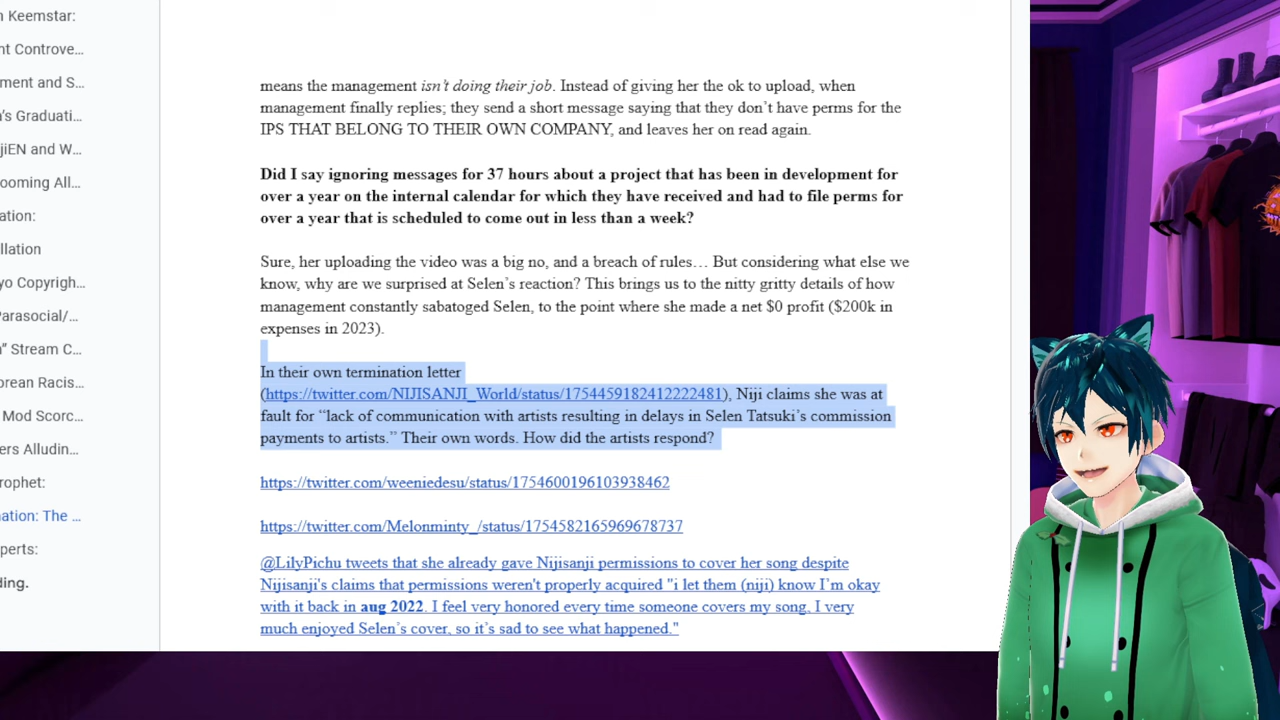 n Keemstar:
nt Controve...
ment and S...
a's Graduati...
jiEN and W...
ooming All...
ation:
llation
yo Copyrigh...
Parasocial/...
n” Stream C...
orean Racis...
Mod Scorc...
ers Alludin...
rophet:
nation: The ...
perts:
ding.
means the management isn’t doing their job. Instead of giving her the ok to upload, when
management finally replies; they send a short message saying that they don’t have perms for the
IPS THAT BELONG TO THEIR OWN COMPANY, and leaves her on read again.
Did I say ignoring messages for 37 hours about a project that has been in development for
over a year on the internal calendar for which they have received and had to file perms for
over a year that is scheduled to come out in less than a week?
Sure, her uploading the video was a big no, and a breach of rules… But considering what else we
know, why are we surprised at Selen’s reaction? This brings us to the nitty gritty details of how
management constantly sabatoged Selen, to the point where she made a net $0 profit ($200k in
expenses in 2023).
In their own termination letter
(https://twitter.com/NIJISANJI_World/status/1754459182412222481), Niji claims she was at
fault for “lack of communication with artists resulting in delays in Selen Tatsuki’s commission
payments to artists.” Their own words. How did the artists respond?
https://twitter.com/weeniedesu/status/1754600196103938462
https://twitter.com/Melonminty_/status/1754582165969678737
@LilyPichu tweets that she already gave Nijisanji permissions to cover her song despite
Nijisanji's claims that permissions weren't properly acquired "i let them (niji) know I’m okay
with it back in aug 2022. I feel very honored every time someone covers my song, I very
much enjoyed Selen’s cover, so it’s sad to see what happened."